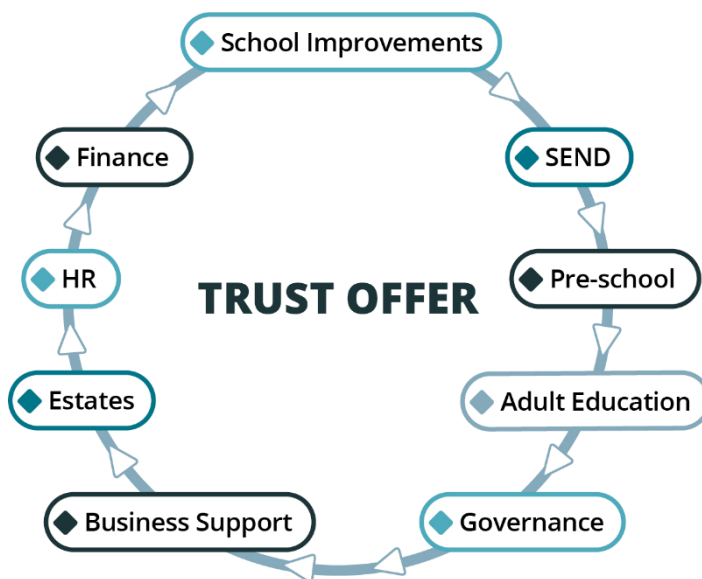 School Improvements
SEND
Pre-school
Adult Education
Governance
Business Support
Estates
HR
Finance
TRUST OFFER